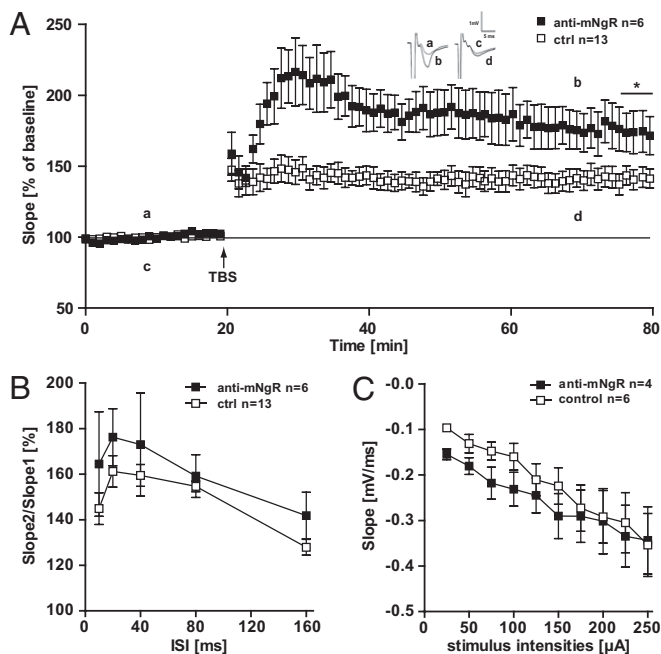 A
anti-mNgR n=6
ctrl n=13
1mV
5 ms
a
b
c
d
b
*
a
c
d
TBS
Slope [% of baseline]
250
200
150
100
50
0
20
40
60
80
Time [min]
B
anti-mNgR n=6
ctrl n=13
Slope2/Slope1 [%]
180
160
140
120
100
0
40
80
120
160
ISI [ms]
C
anti-mNgR n=4
control n=6
Slope [mV/ms]
-0.0
-0.1
-0.2
-0.3
-0.4
-0.5
0
50
100
150
200
250
stimulus intensities [µA]